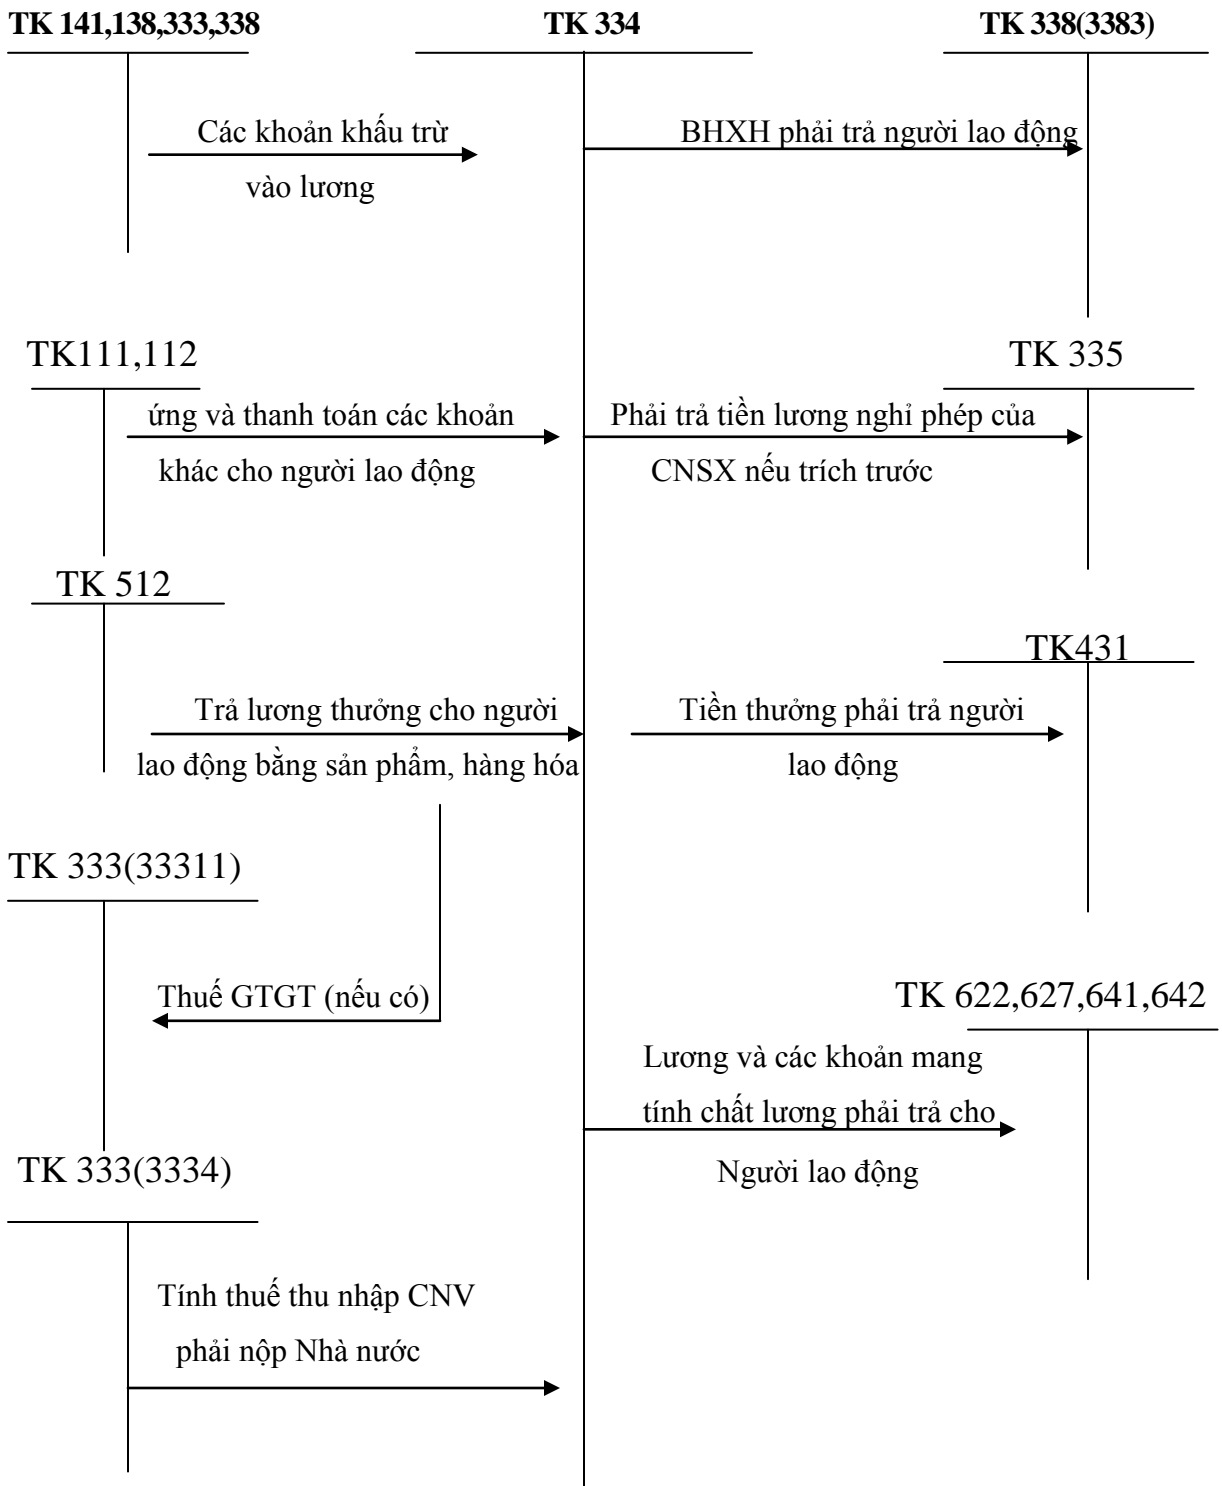 TK 141,138,333,338
TK 334
TK 338(3383)
Các khoản khấu trừ
vào lương
BHXH phải trả người lao động
TK111,112
TK 335
ứng và thanh toán các khoản
khác cho người lao động
Phải trả tiền lương nghỉ phép của
CNSX nếu trích trước
TK 512
TK431
Trả lương thưởng cho người
lao động bằng sản phẩm, hàng hóa
Tiền thưởng phải trả người
lao động
TK 333(33311)
Thuế GTGT (nếu có)
TK 622,627,641,642
Lương và các khoản mang
tính chất lương phải trả cho
Người lao động
TK 333(3334)
Tính thuế thu nhập CNV
phải nộp Nhà nước